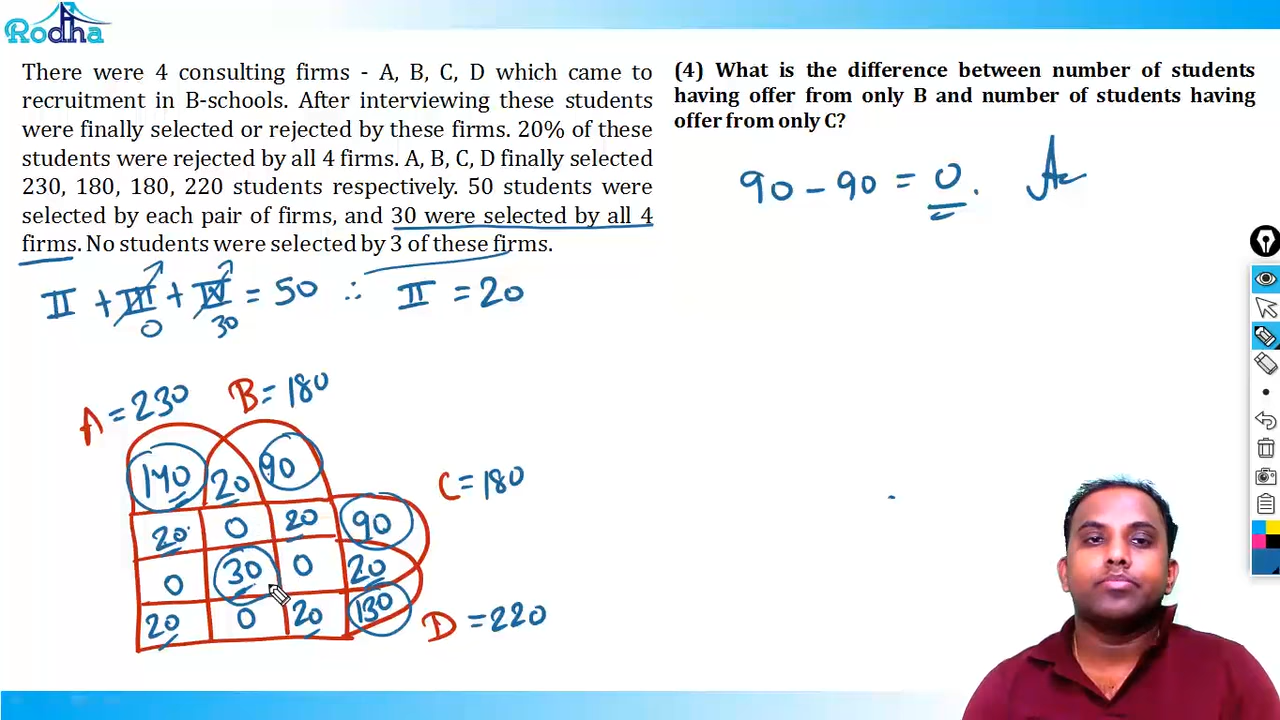 Rodha
There were 4 consulting firms - A, B, C, D which came to
recruitment in B-schools. After interviewing these students
were finally selected or rejected by these firms. 20% of these
students were rejected by all 4 firms. A, B, C, D finally selected
230, 180, 180, 220 students respectively. 50 students were
selected by each pair of firms, and 30 were selected by all 4
firms. No students were selected by 3 of these firms.
II + III + IV = 50 ∴ II = 20
0 30
A = 230 B = 180
140 20 90
C = 180
20 0 20 90
0 30 0 20
20 0 20 130
D = 220
(4) What is the difference between number of students
having offer from only B and number of students having
offer from only C?
90 - 90 = 0.